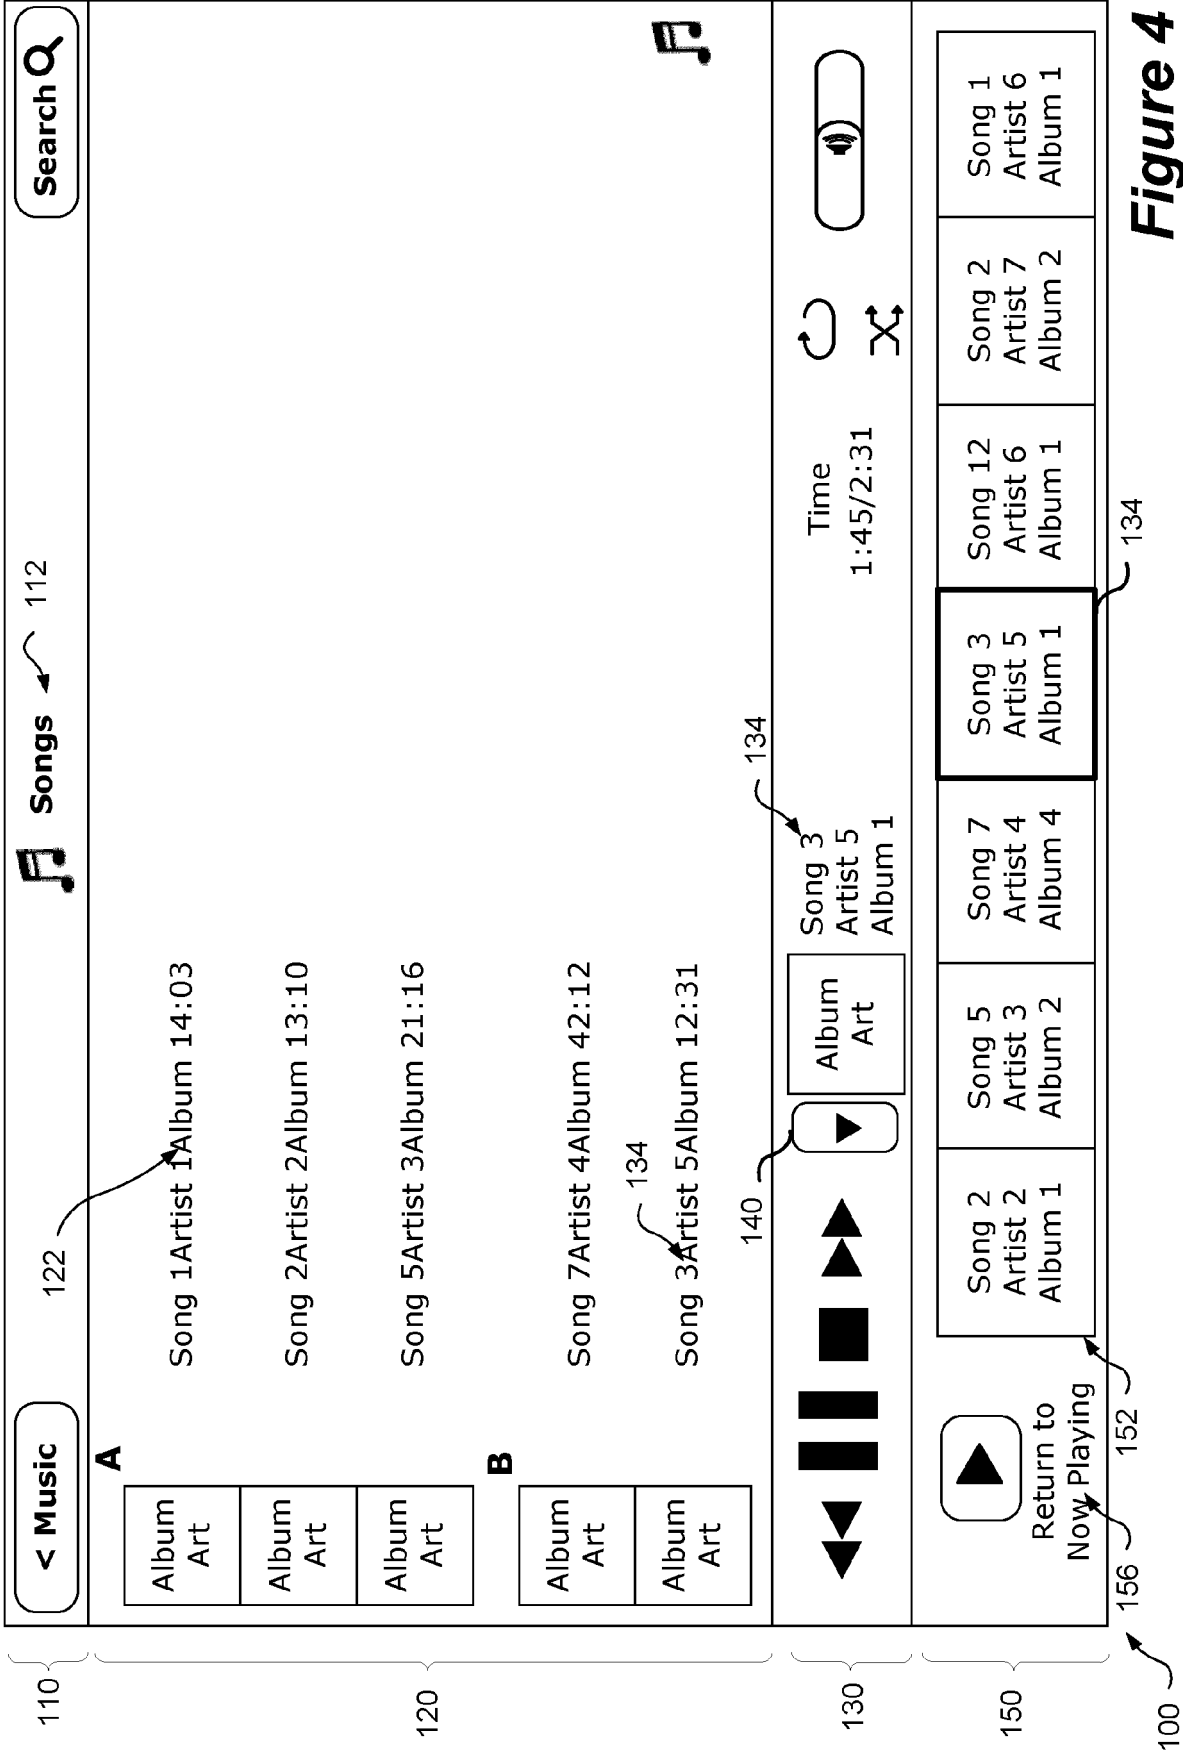 < Music
Songs
112
Search
110
122
A
Album
Art
Song 1Artist 1Album 14:03
Album
Art
Song 2Artist 2Album 13:10
Album
Art
Song 5Artist 3Album 21:16
120
B
Album
Art
Song 7Artist 4Album 42:12
134
Album
Art
Song 3Artist 5Album 12:31
140
134
130
Album
Art
Song 3
Artist 5
Album 1
Time
1:45/2:31
150
Return to
Now Playing
Song 2
Artist 2
Album 1
Song 5
Artist 3
Album 2
Song 7
Artist 4
Album 4
Song 3
Artist 5
Album 1
Song 12
Artist 6
Album 1
Song 2
Artist 7
Album 2
Song 1
Artist 6
Album 1
156
152
134
100
Figure 4